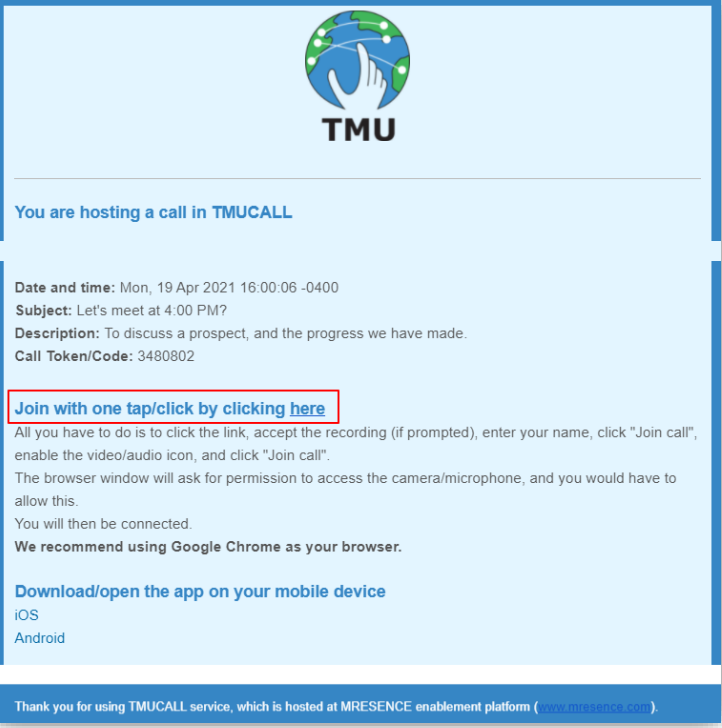 TMU
You are hosting a call in TMUCALL
Date and time: Mon, 19 Apr 2021 16:00:06 -0400
Subject: Let's meet at 4:00 PM?
Description: To discuss a prospect, and the progress we have made.
Call Token/Code: 3480802
Join with one tap/click by clicking here
All you have to do is to click the link, accept the recording (if prompted), enter your name, click "Join call",
enable the video/audio icon, and click "Join call".
The browser window will ask for permission to access the camera/microphone, and you would have to
allow this.
You will then be connected.
We recommend using Google Chrome as your browser.
Download/open the app on your mobile device
iOS
Android
Thank you for using TMUCALL service, which is hosted at MRESENCE enablement platform (www.mresence.com).